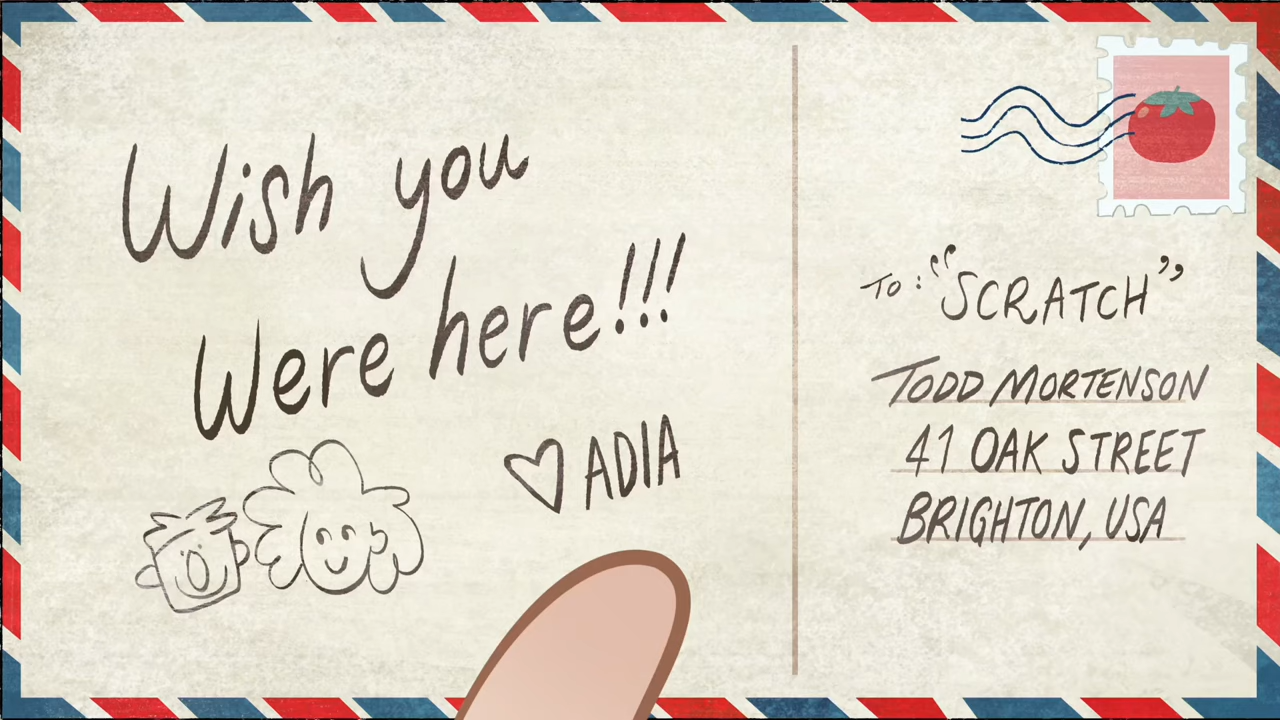 Wish you
Were here!!!
♡ ADIA
To: "SCRATCH"
TODD MORTENSON
41 OAK STREET
BRIGHTON, USA